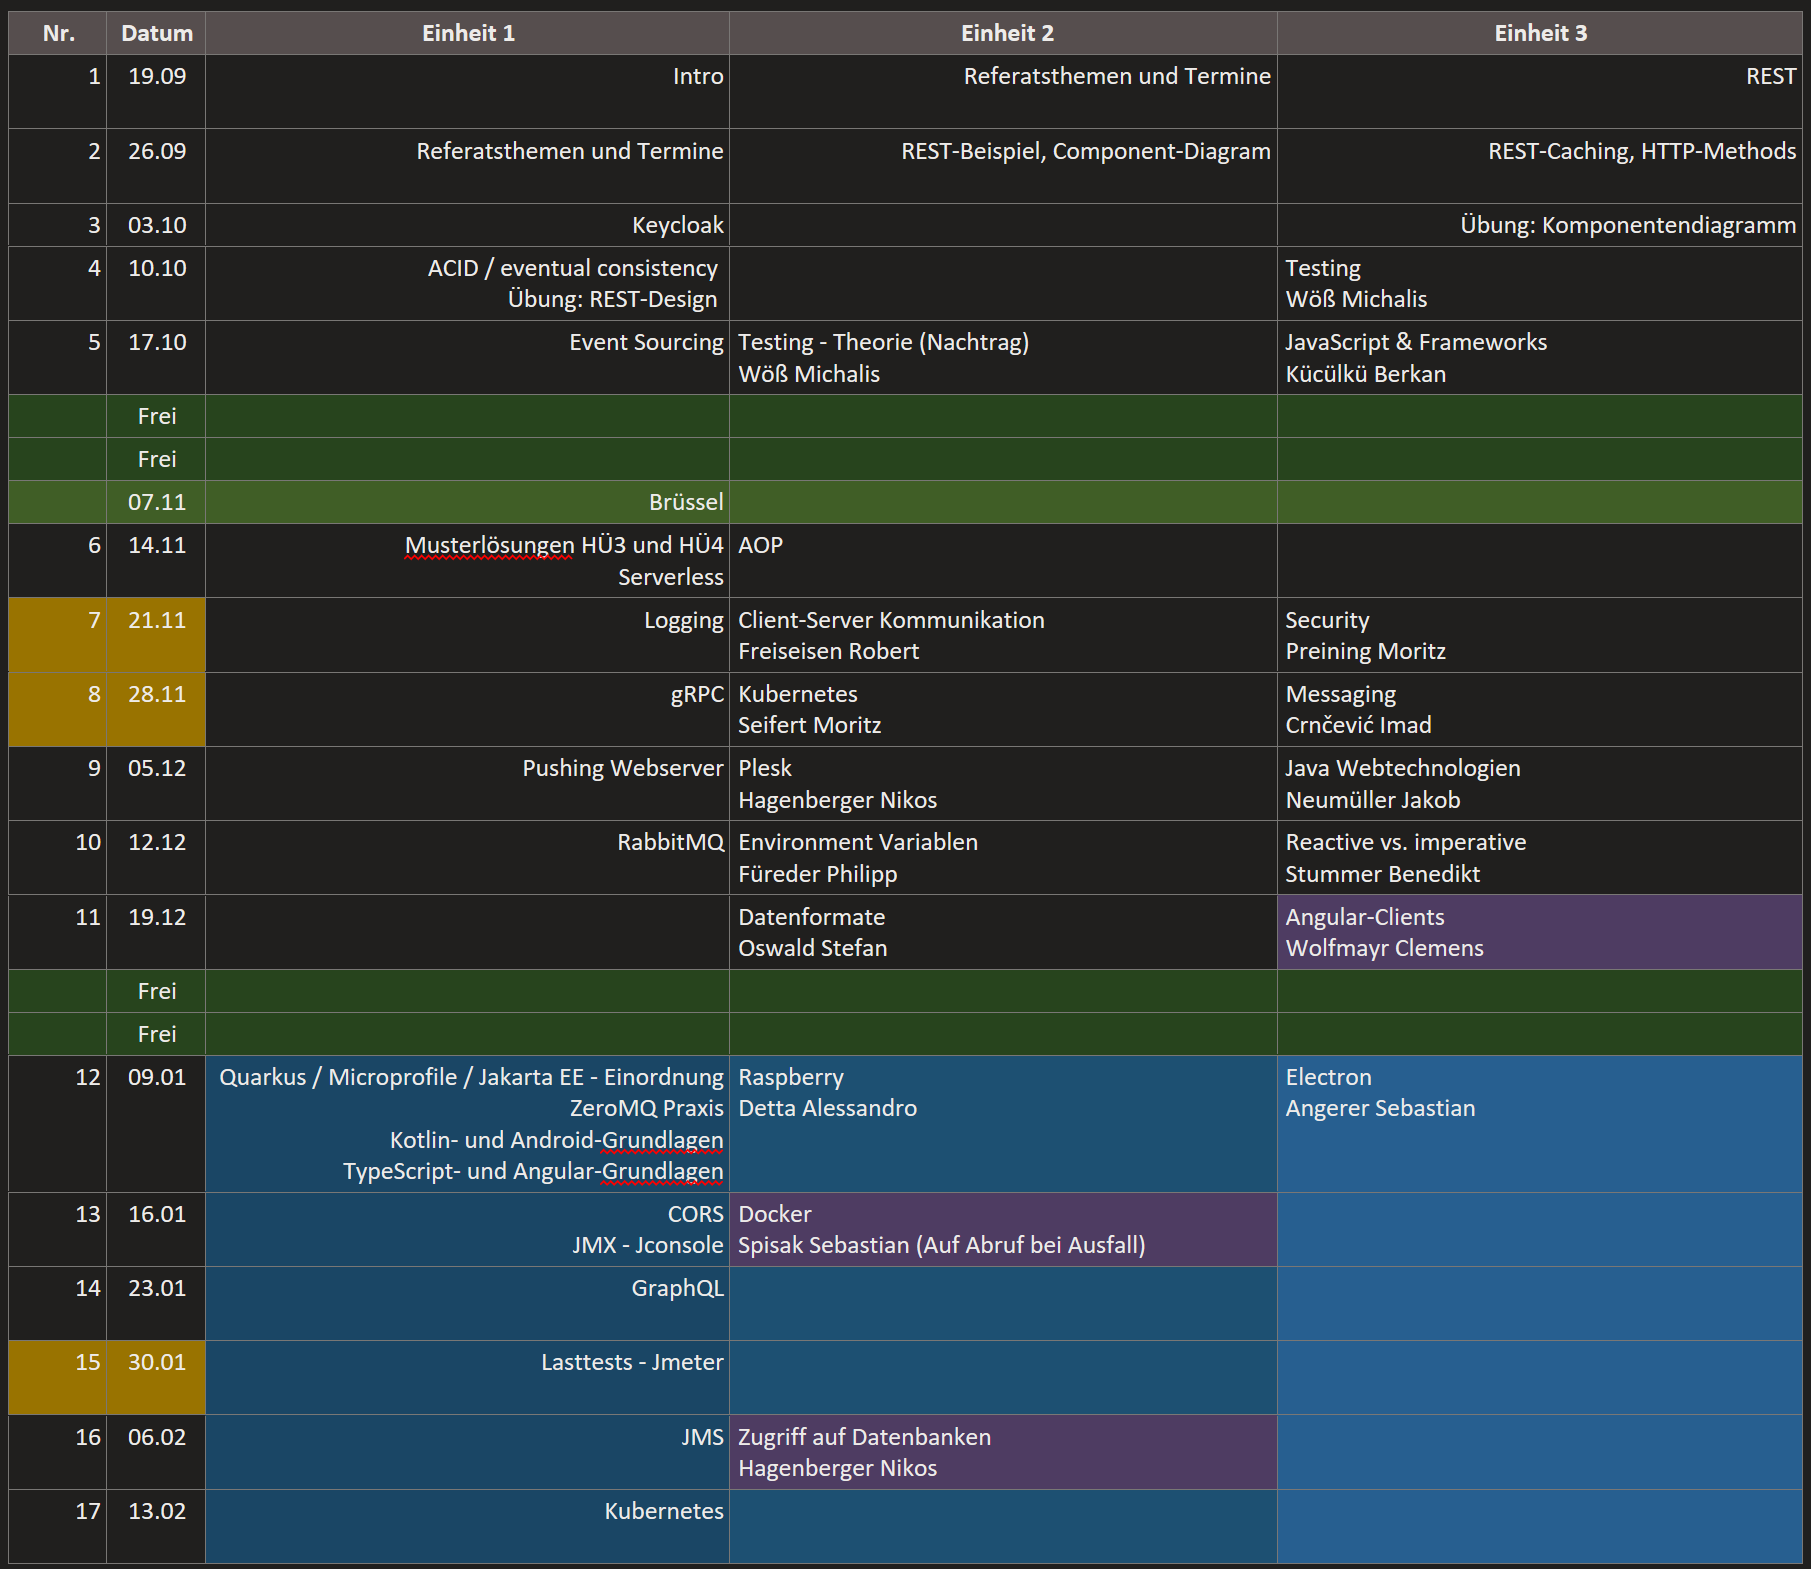 Nr. Datum Einheit 1 Einheit 2 Einheit 3
1 19.09 Intro Referatsthemen und Termine REST
2 26.09 Referatsthemen und Termine REST-Beispiel, Component-Diagram REST-Caching, HTTP-Methods
3 03.10 Keycloak Übung: Komponentendiagramm
4 10.10 ACID / eventual consistency Testing
Übung: REST-Design Wöß Michalis
5 17.10 Event Sourcing Testing - Theorie (Nachtrag) JavaScript & Frameworks
Wöß Michalis Kücülkü Berkan
Frei
Frei
07.11 Brüssel
6 14.11 Musterlösungen HÜ3 und HÜ4 AOP
Serverless
7 21.11 Logging Client-Server Kommunikation Security
Freiseisen Robert Preining Moritz
8 28.11 gRPC Kubernetes Messaging
Seifert Moritz Crnčević Imad
9 05.12 Pushing Webserver Plesk Java Webtechnologien
Hagenberger Nikos Neumüller Jakob
10 12.12 RabbitMQ Environment Variablen Reactive vs. imperative
Füreder Philipp Stummer Benedikt
11 19.12 Datenformate Angular-Clients
Oswald Stefan Wolfmayr Clemens
Frei
Frei
12 09.01 Quarkus / Microprofile / Jakarta EE - Einordnung Raspberry Electron
ZeroMQ Praxis Detta Alessandro Angerer Sebastian
Kotlin- und Android-Grundlagen
TypeScript- und Angular-Grundlagen
13 16.01 CORS Docker
JMX - Jconsole Spisak Sebastian (Auf Abruf bei Ausfall)
14 23.01 GraphQL
15 30.01 Lasttests - Jmeter
16 06.02 JMS Zugriff auf Datenbanken
Hagenberger Nikos
17 13.02 Kubernetes